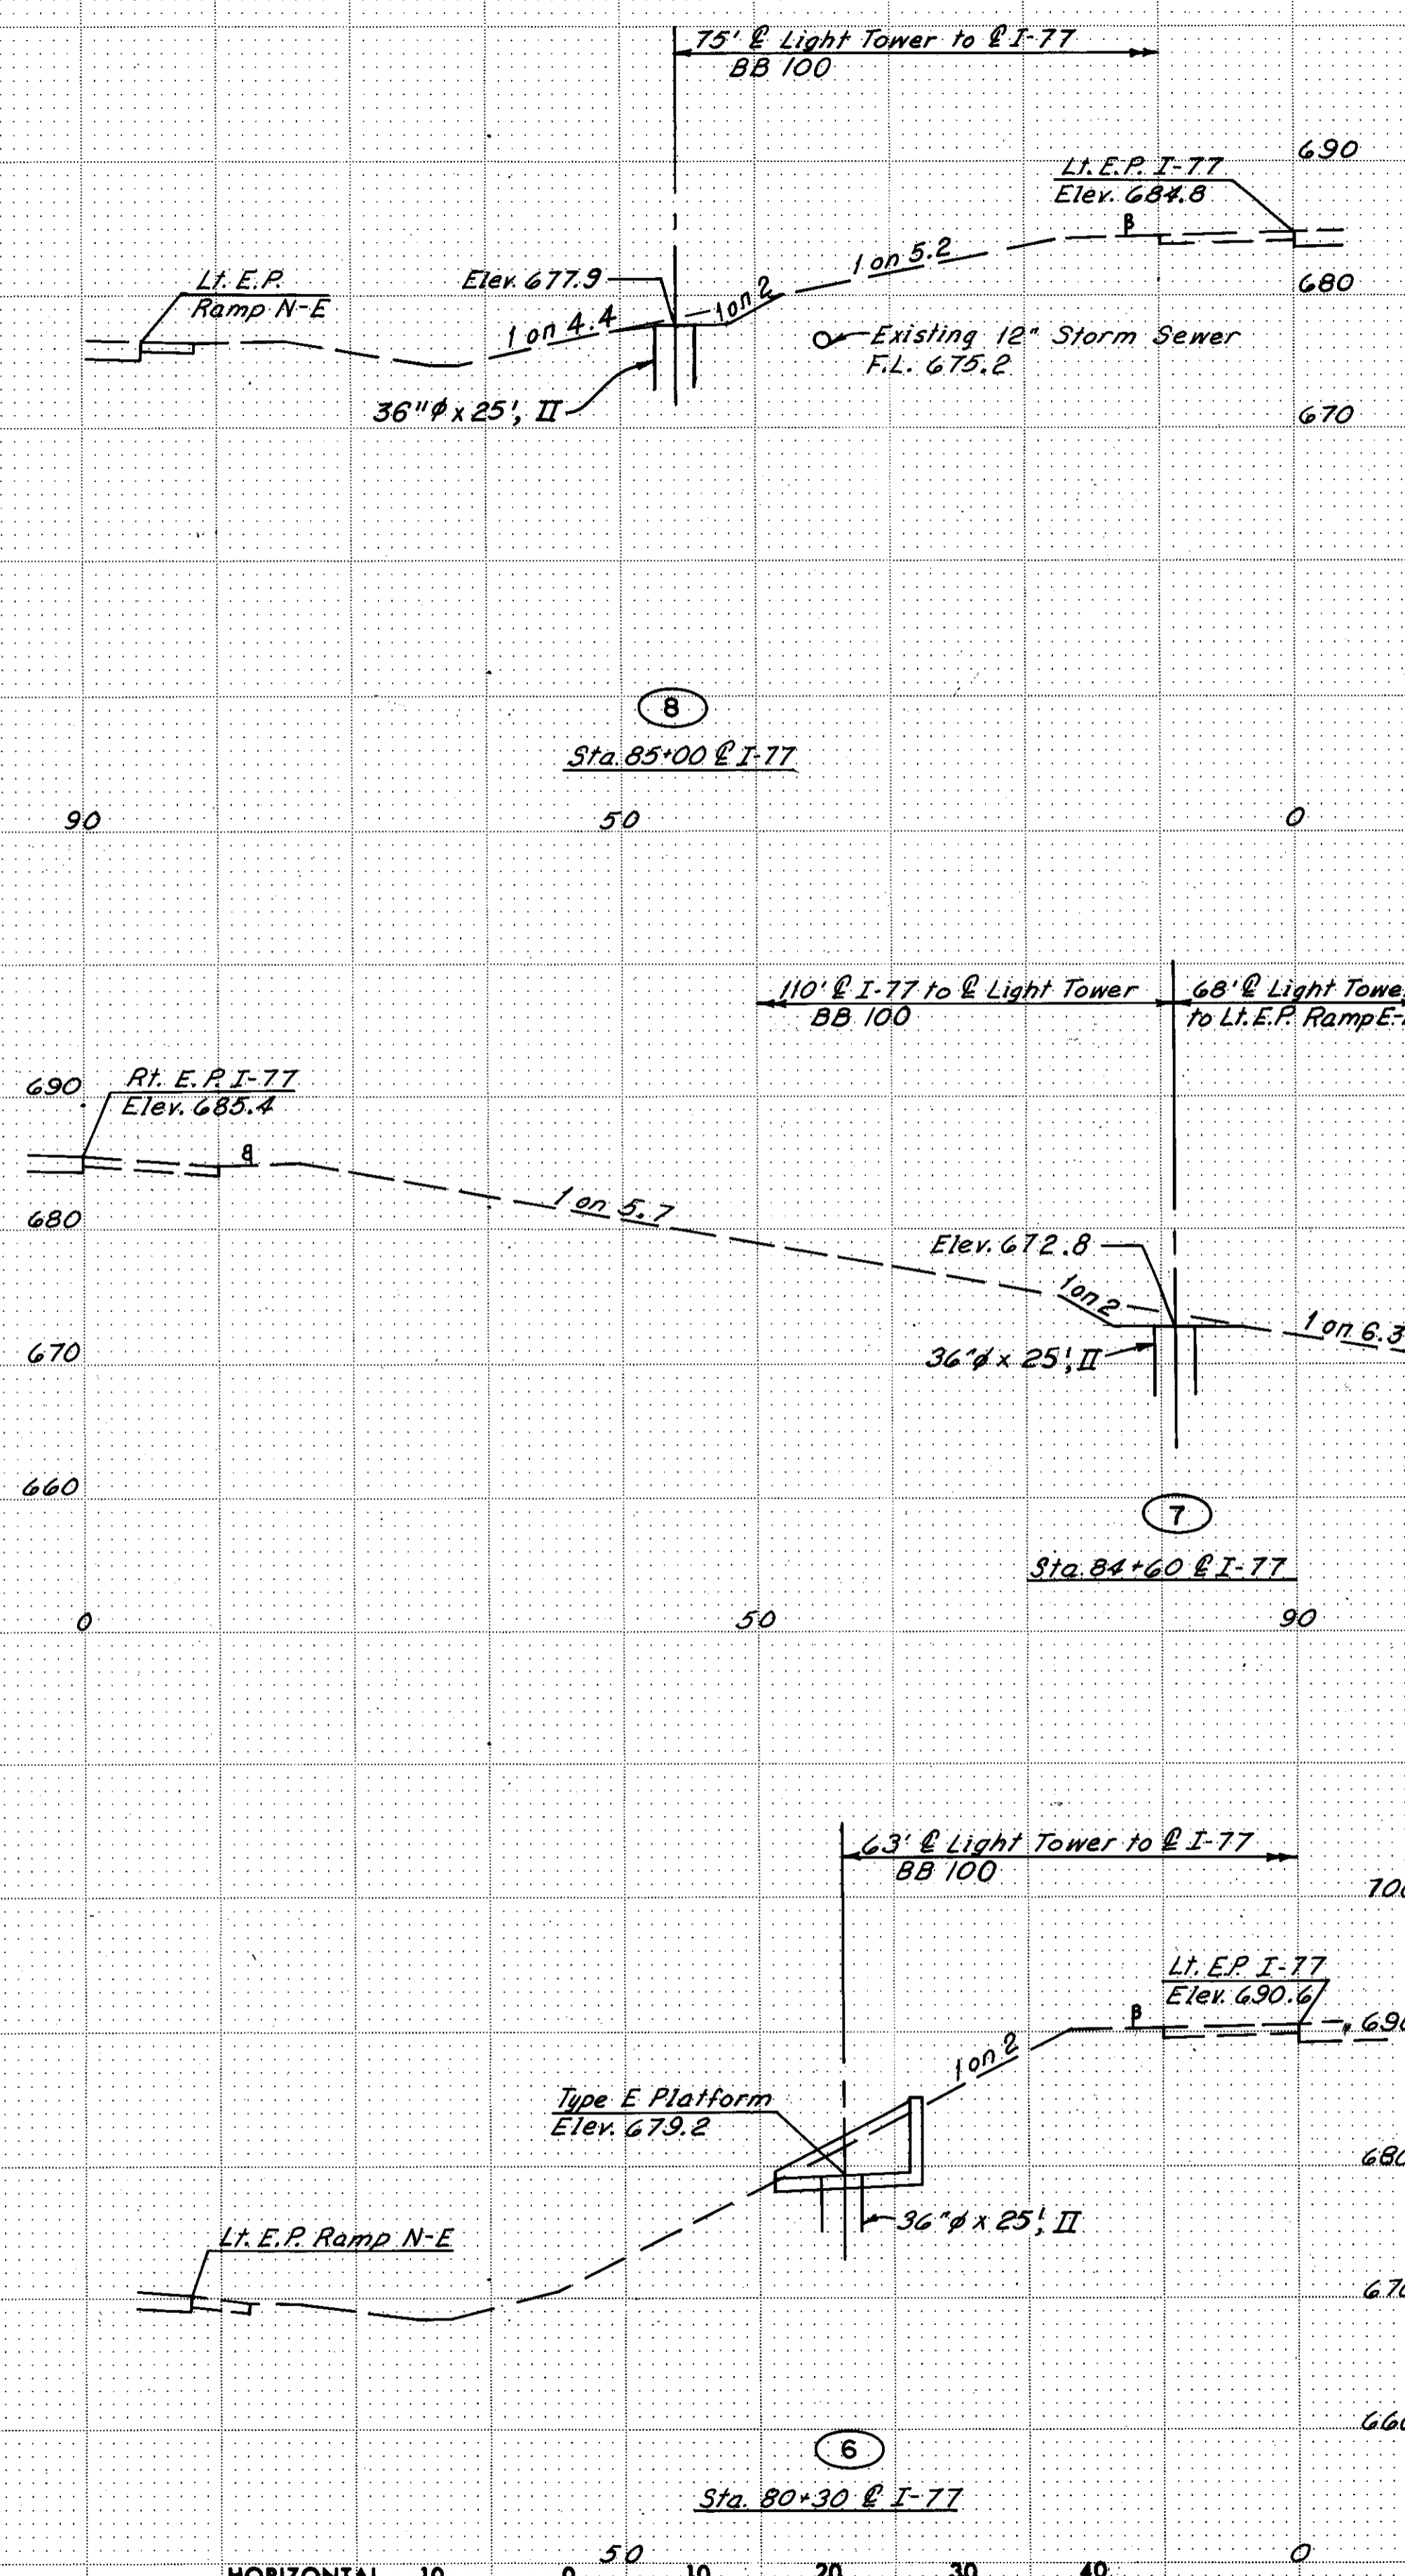 75' ℄ Light Tower to ℄ I-77
BB 100
690
Lt. E.P. I-77
Elev. 684.8
1 on 5.2
Lt. E.P.
Ramp N-E
Elev. 677.9
1 on 2
680
1 on 4.4
Existing 12" Storm Sewer
F.L. 675.2
36"φ x 25', II
670
8
Sta. 85+00 ℄ I-77
90 50 0
110' ℄ I-77 to ℄ Light Tower
BB 100
68' ℄ Light Towe
to Lt. E.P. Ramp E-
690
Rt. E.P. I-77
Elev. 685.4
680
1 on 5.7
Elev. 672.8
1 on 2
1 on 6.3
670
36"φ x 25', II
660
7
Sta. 84+60 ℄ I-77
0 50 90
63' ℄ Light Tower to ℄ I-77
BB 100
700
Lt. E.P. I-77
Elev. 690.6
690
1 on 2
Type E Platform
Elev. 679.2
680
36"φ x 25', II
Lt. E.P. Ramp N-E
670
660
6
Sta. 80+30 ℄ I-77
50 0
HORIZONTAL 10 0 10 20 30 40